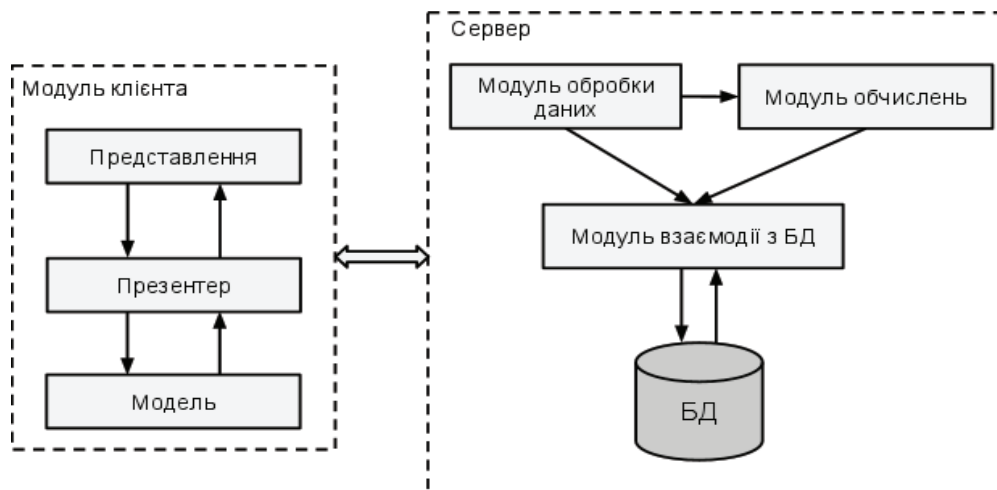 Модуль клієнта
Представлення
Презентер
Модель
Сервер
Модуль обробки
даних
Модуль обчислень
Модуль взаємодії з БД
БД